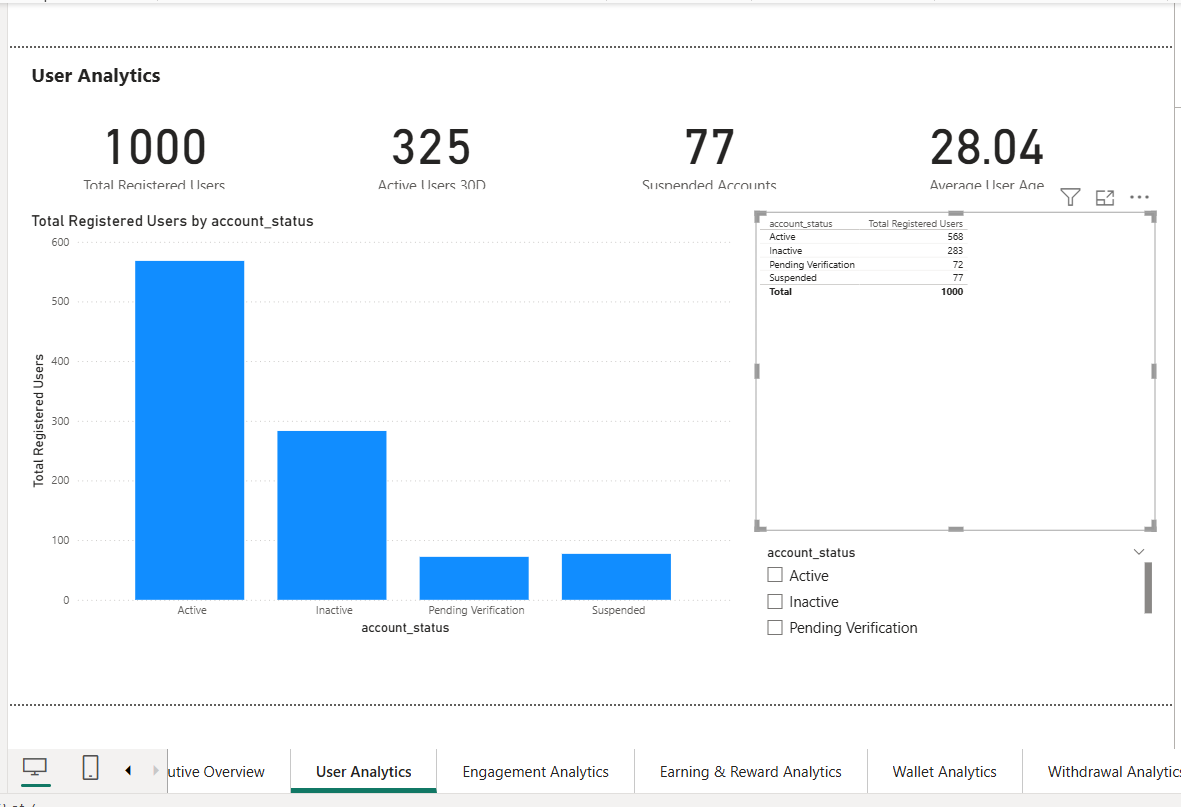 User Analytics
1000
325
77
28.04
Total Registered Users
Active Users 30D
Suspended Accounts
Average User Age
Total Registered Users by account_status
600
500
400
300
200
100
0
Total Registered Users
Active
Inactive
Pending Verification
Suspended
account_status
account_status Total Registered Users
Active 568
Inactive 283
Pending Verification 72
Suspended 77
Total 1000
account_status
Active
Inactive
Pending Verification
utive Overview
User Analytics
Engagement Analytics
Earning & Reward Analytics
Wallet Analytics
Withdrawal Analytics